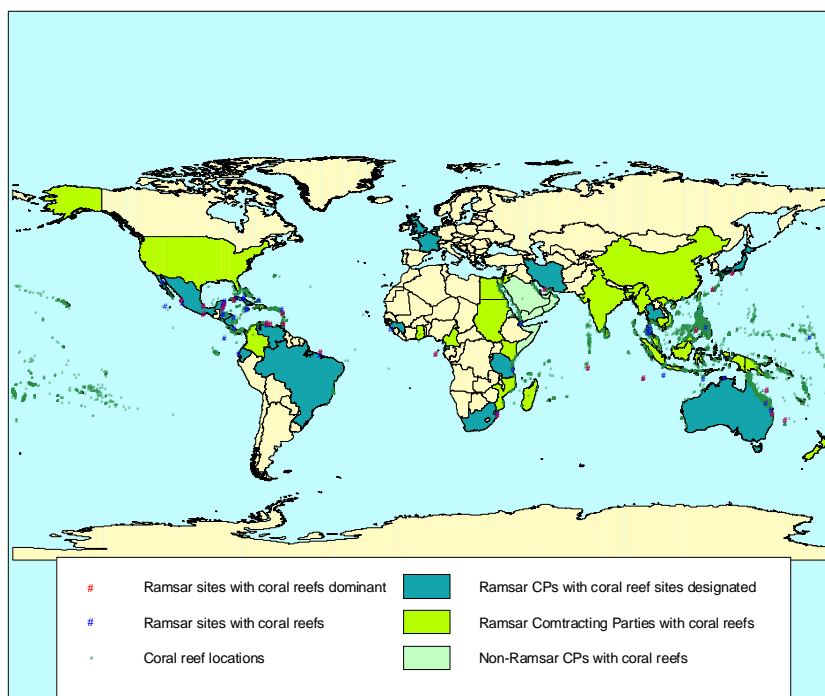 # Ramsar sites with coral reefs dominant
# Ramsar sites with coral reefs
Coral reef locations
Ramsar CPs with coral reef sites designated
Ramsar Comtracting Parties with coral reefs
Non-Ramsar CPs with coral reefs